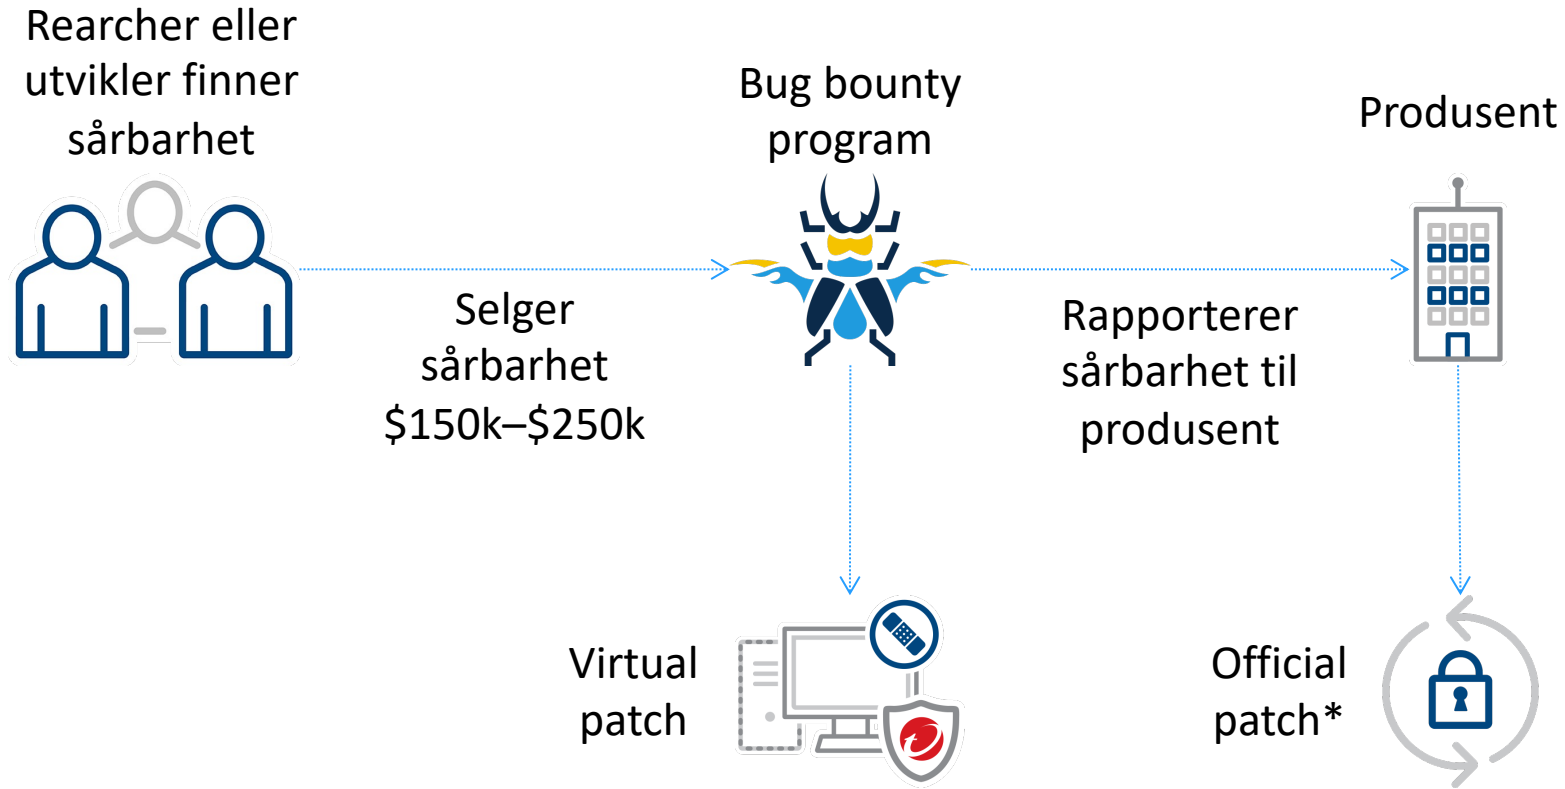 Rearcher eller
utvikler finner
sårbarhet
Bug bounty
program
Produsent
Selger
sårbarhet
$150k–$250k
Rapporterer
sårbarhet til
produsent
Virtual
patch
Official
patch*